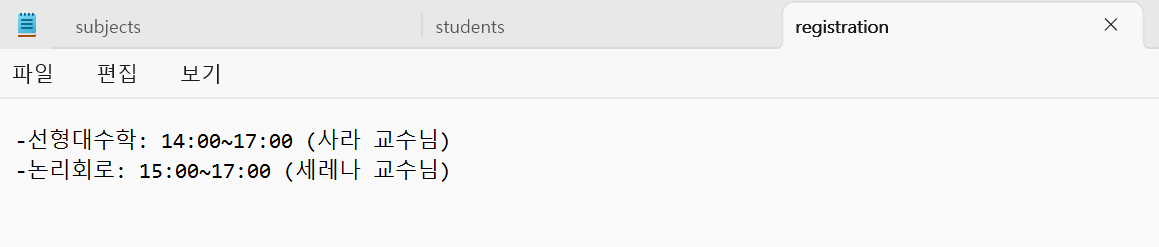 subjects students registration
파일 편집 보기
-선형대수학: 14:00~17:00 (사라 교수님)
-논리회로: 15:00~17:00 (세레나 교수님)